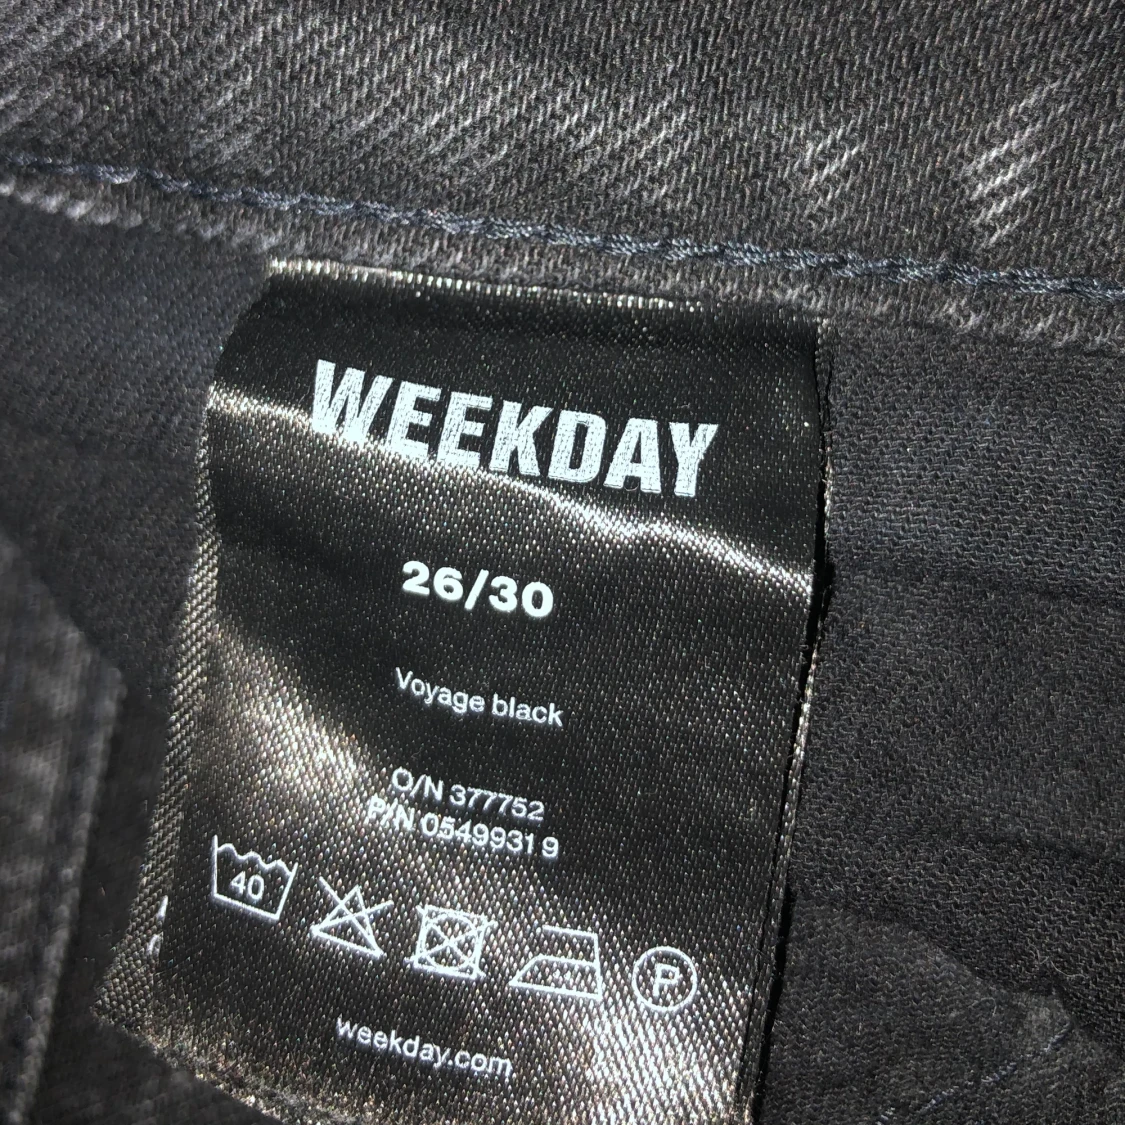 WEEKDAY
26/30
Voyage black
O/N 377752
P/N 05499319
40
P
weekday.com